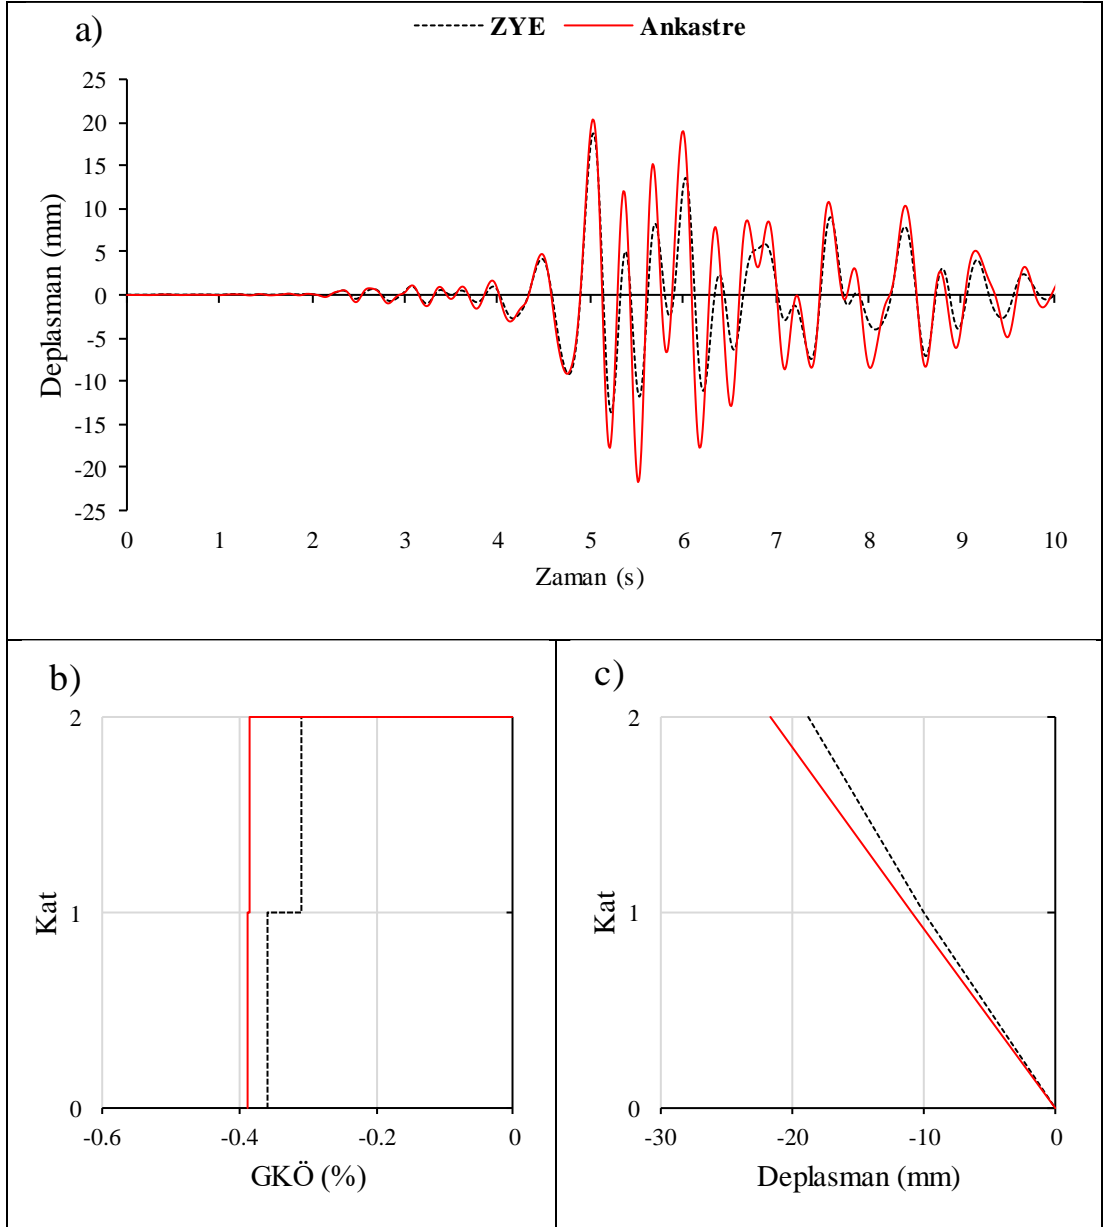 a)
ZYE Ankastre
25
20
15
10
5
0
-5
-10
-15
-20
-25
Deplasman (mm)
0 1 2 3 4 5 6 7 8 9 10
Zaman (s)
b)
2
1
0
Kat
-0.6 -0.4 -0.2 0
GKÖ (%)
c)
2
1
0
Kat
-30 -20 -10 0
Deplasman (mm)